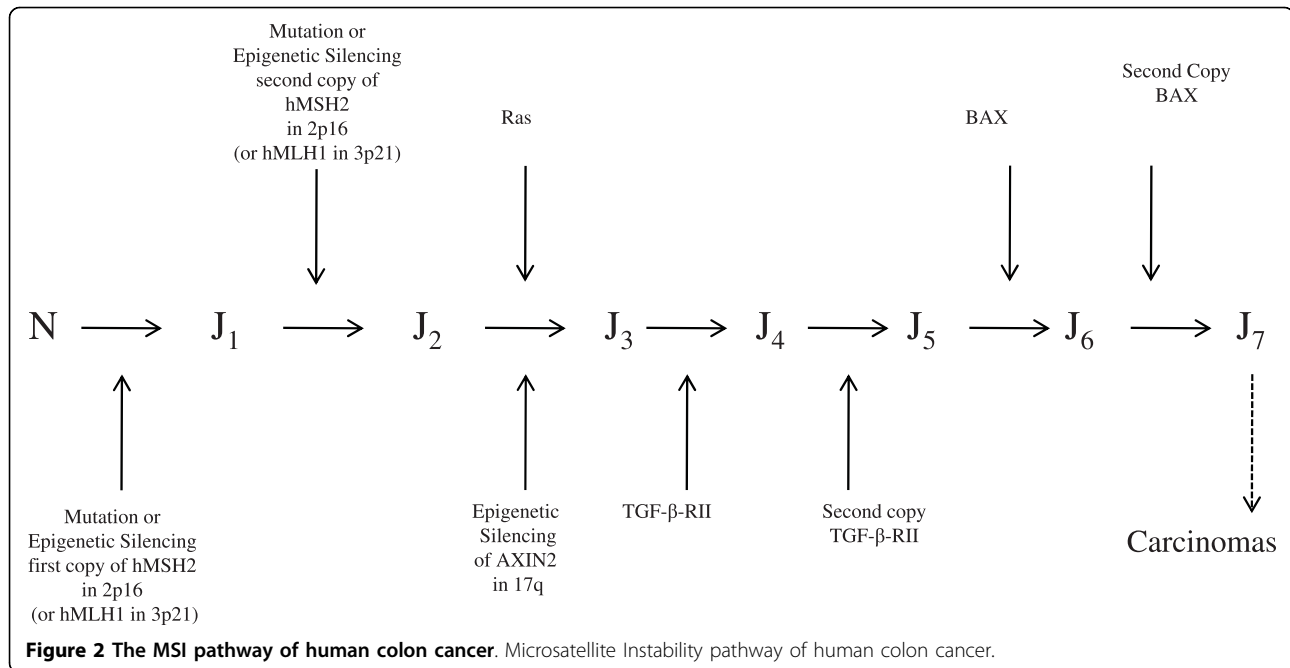 Mutation or
Epigenetic Silencing
second copy of
hMSH2
in 2p16
(or hMLH1 in 3p21)
Ras
BAX
Second Copy
BAX
N
J₁
J₂
J₃
J₄
J₅
J₆
J₇
Mutation or
Epigenetic Silencing
first copy of hMSH2
in 2p16
(or hMLH1 in 3p21)
Epigenetic
Silencing
of AXIN2
in 17q
TGF-β-RII
Second copy
TGF-β-RII
Carcinomas
Figure 2 The MSI pathway of human colon cancer. Microsatellite Instability pathway of human colon cancer.